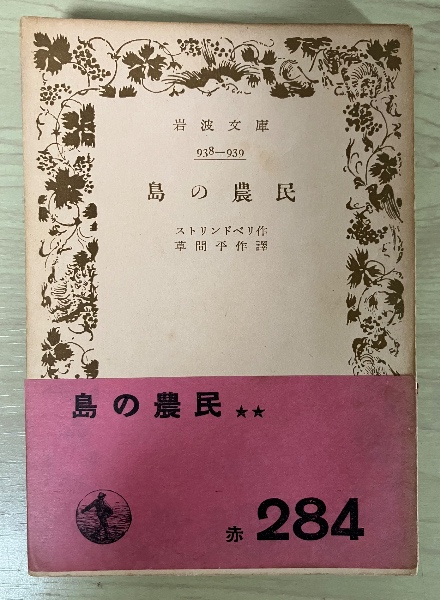 岩波文庫
938—939
島の農民
ストリンドベリ作
草間平作譯
島の農民 ★★
赤 284